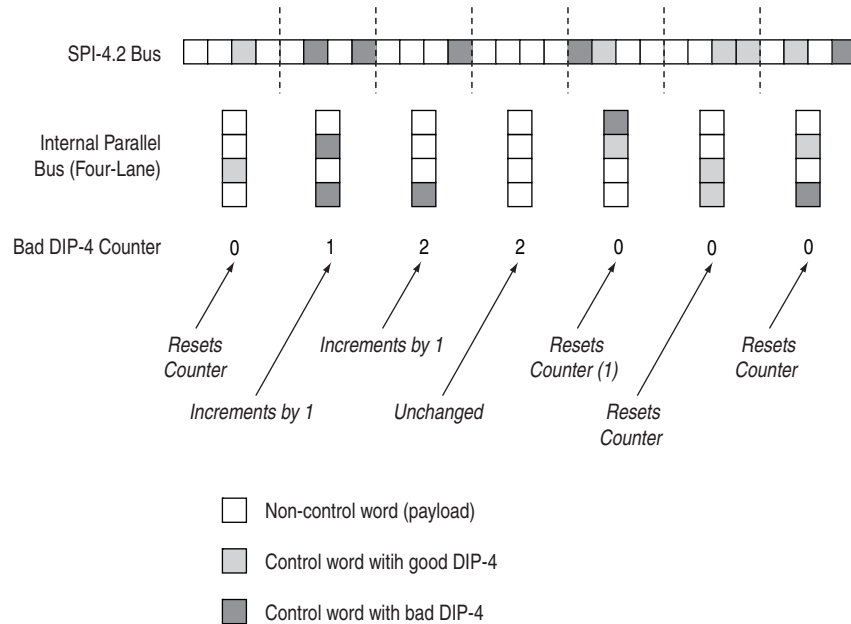 SPI-4.2 Bus
Internal Parallel
Bus (Four-Lane)
Bad DIP-4 Counter
0 1 2 2 0 0 0
Resets
Counter
Increments by 1
Increments by 1
Unchanged
Resets
Counter (1)
Resets
Counter
Resets
Counter
Non-control word (payload)
Control word witih good DIP-4
Control word with bad DIP-4